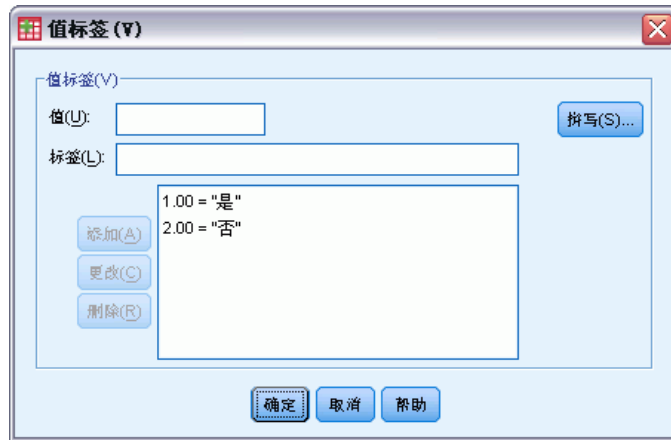 值标签(V)
值标签(V)
值(U):
拼写(S)...
标签(L):
1.00 = "是"
2.00 = "否"
添加(A)
更改(C)
删除(R)
确定
取消
帮助